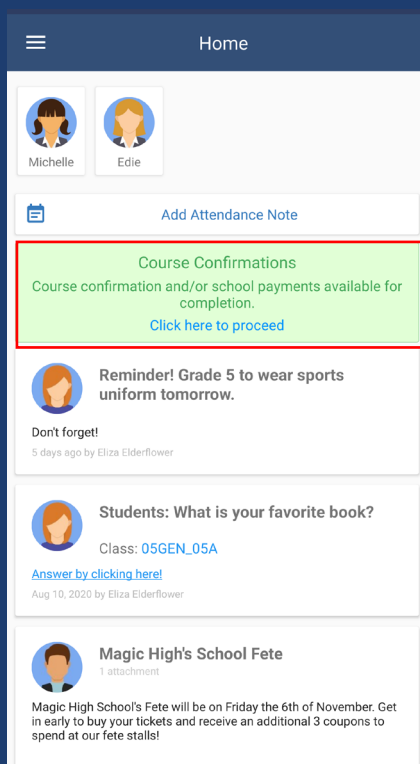 Home
Michelle
Edie
Add Attendance Note
Course Confirmations
Course confirmation and/or school payments available for
completion.
Click here to proceed
Reminder! Grade 5 to wear sports
uniform tomorrow.
Don't forget!
5 days ago by Eliza Elderflower
Students: What is your favorite book?
Class: 05GEN_05A
Answer by clicking here!
Aug 10, 2020 by Eliza Elderflower
Magic High's School Fete
1 attachment
Magic High School's Fete will be on Friday the 6th of November. Get
in early to buy your tickets and receive an additional 3 coupons to
spend at our fete stalls!